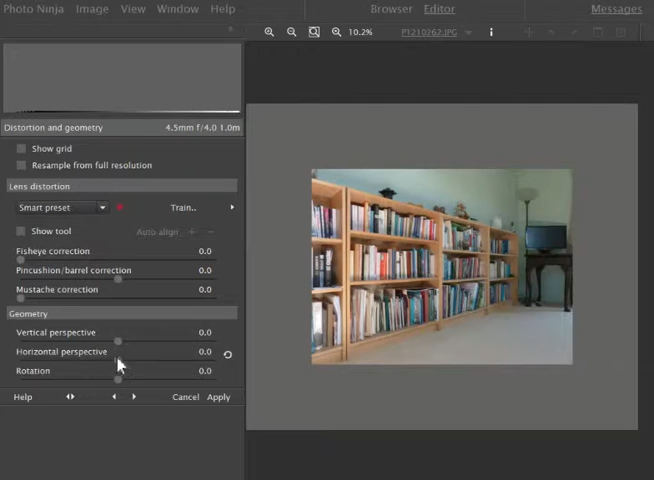 Photo Ninja Image View Window Help Browser Editor Messages
10.2% P1210262.JPG
Distortion and geometry 4.5mm f/4.0 1.0m
Show grid
Resample from full resolution
Lens distortion
Smart preset Train..
Show tool Auto align
Fisheye correction 0.0
Pincushion/barrel correction 0.0
Mustache correction 0.0
Geometry
Vertical perspective 0.0
Horizontal perspective 0.0
Rotation 0.0
Help Cancel Apply